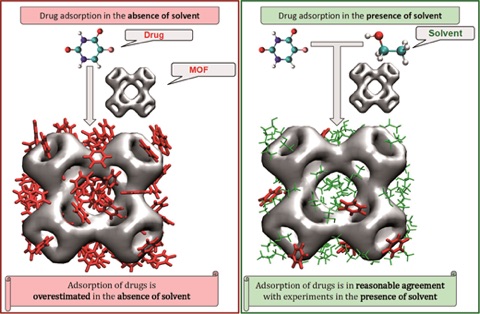 Drug adsorption in the absence of solvent
Drug
MOF
Adsorption of drugs is
overestimated in the absence of solvent
Drug adsorption in the presence of solvent
Solvent
Adsorption of drugs is in reasonable agreement
with experiments in the presence of solvent